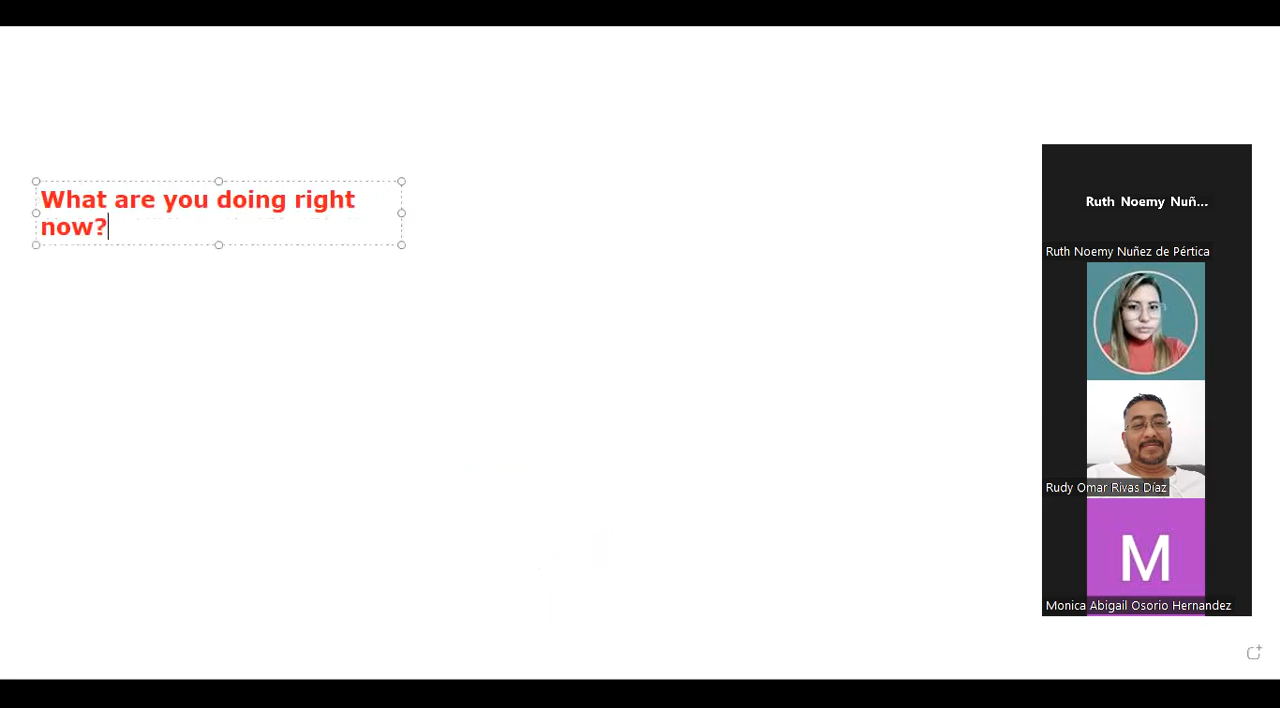 What are you doing right
now?
Ruth Noemy Nuñ...
Ruth Noemy Nuñez de Pértica
Rudy Omar Rivas Díaz
M
Monica Abigail Osorio Hernandez